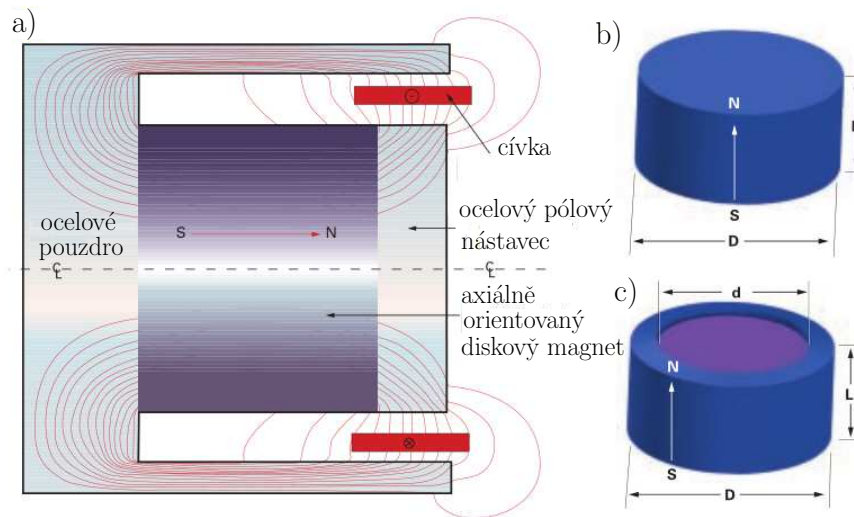 a)
cívka
ocelové
pouzdro
S
N
ocelový pólový
nástavec
℄
℄
axiálně
orientovaný
diskový magnet
b)
N
S
D
c)
d
N
S
L
D